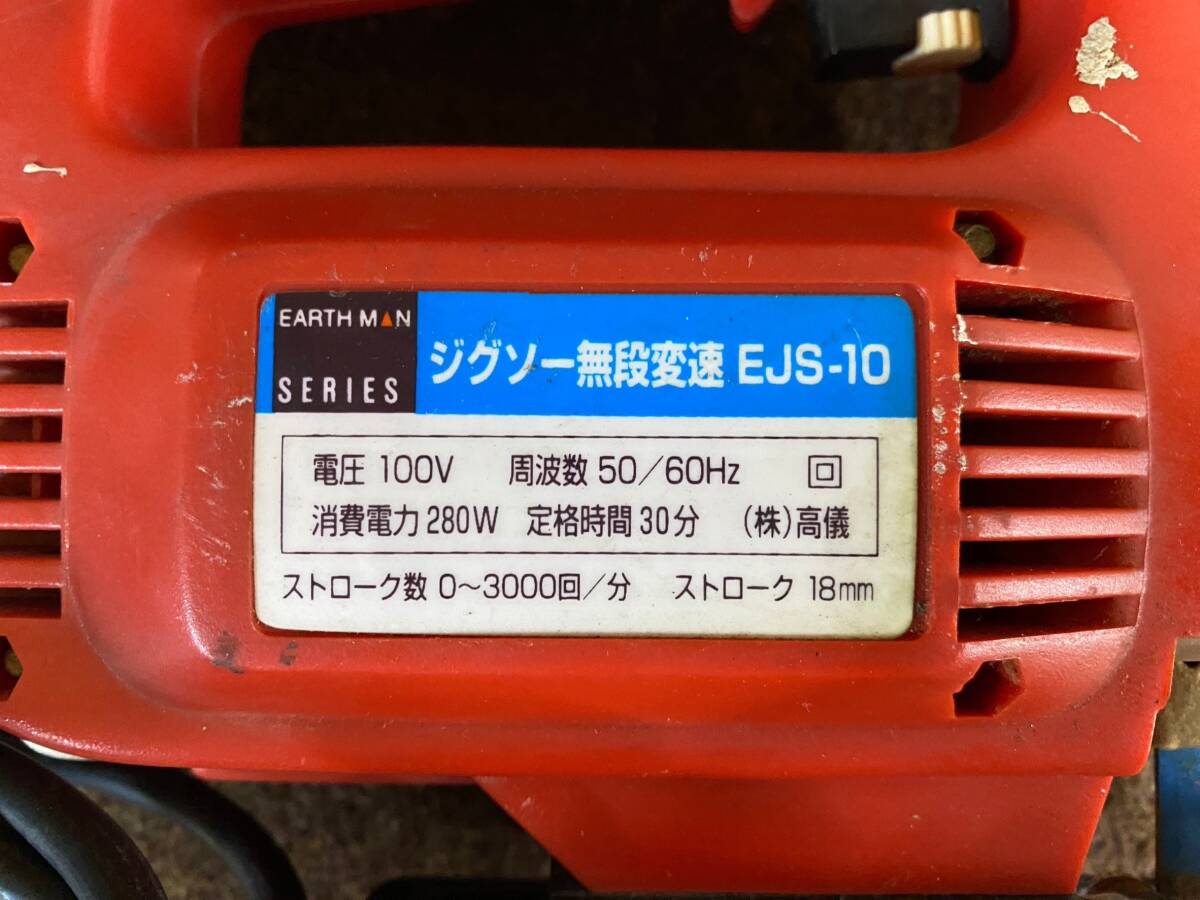 EARTH MAN
SERIES
ジグソー無段変速 EJS-10
電圧 100V 周波数 50/60Hz
消費電力 280W 定格時間 30分 (株)高儀
ストローク数 0～3000回/分 ストローク 18mm